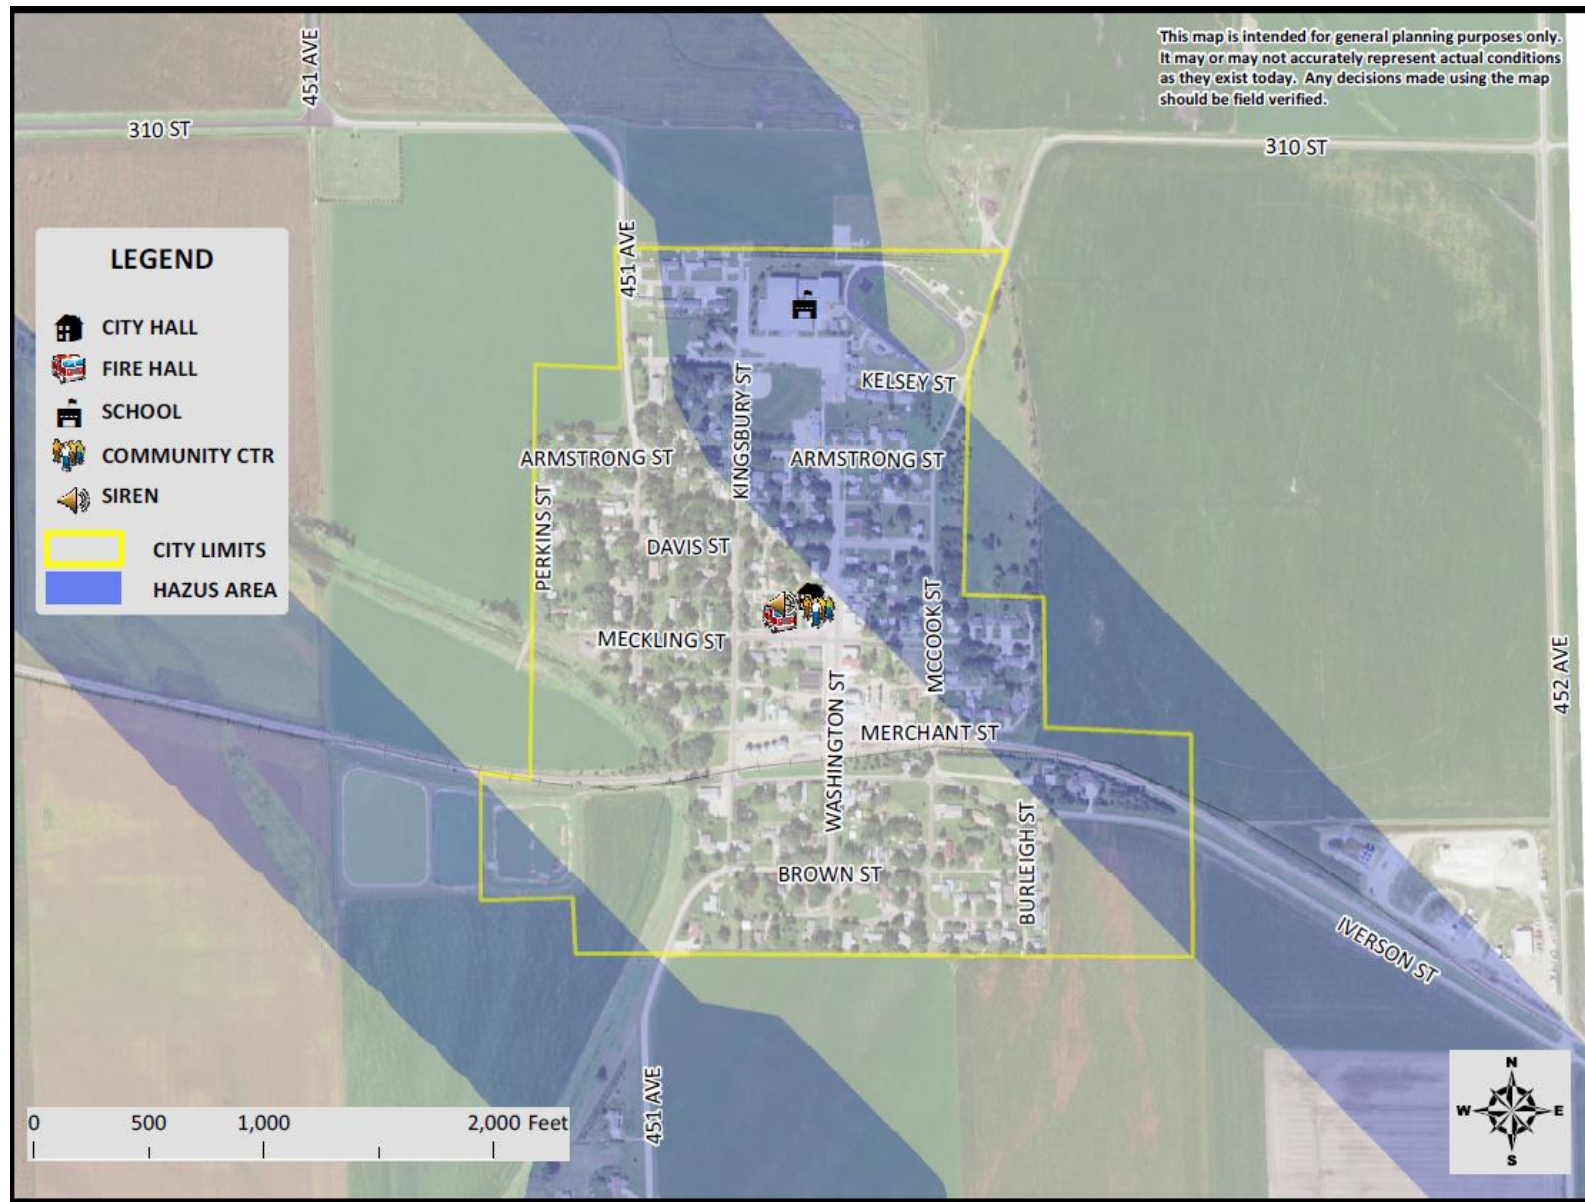 This map is intended for general planning purposes only.
It may or may not accurately represent actual conditions
as they exist today.  Any decisions made using the map
should be field verified.
451 AVE
310 ST
310 ST
451 AVE
LEGEND
CITY HALL
FIRE HALL
SCHOOL
COMMUNITY CTR
SIREN
CITY LIMITS
HAZUS AREA
KELSEY ST
KINGSBURY ST
ARMSTRONG ST
ARMSTRONG ST
PERKINS ST
DAVIS ST
MECKLING ST
MCCOOK ST
452 AVE
WASHINGTON ST
MERCHANT ST
BROWN ST
BURLEIGH ST
IVERSON ST
451 AVE
0 500 1,000 2,000 Feet
N
W E
S